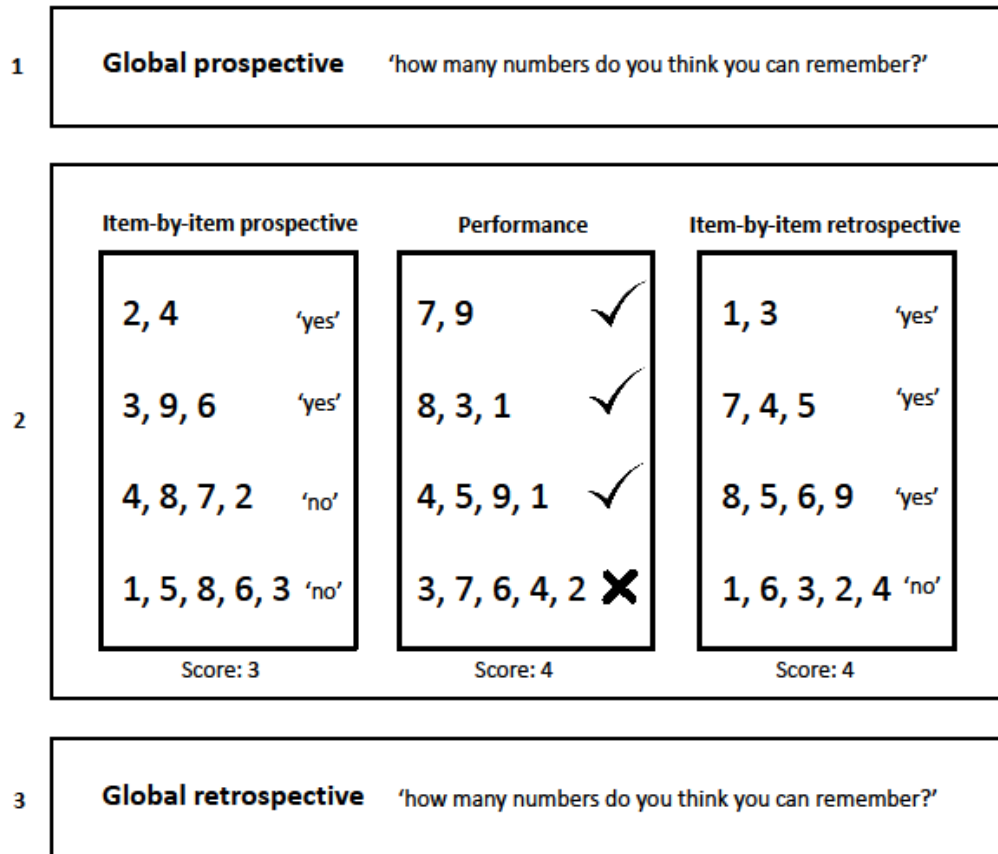 1 Global prospective ‘how many numbers do you think you can remember?’
2
Item-by-item prospective
2, 4 ‘yes’
3, 9, 6 ‘yes’
4, 8, 7, 2 ‘no’
1, 5, 8, 6, 3 ‘no’
Score: 3
Performance
7, 9
8, 3, 1
4, 5, 9, 1
3, 7, 6, 4, 2
Score: 4
Item-by-item retrospective
1, 3 ‘yes’
7, 4, 5 ‘yes’
8, 5, 6, 9 ‘yes’
1, 6, 3, 2, 4 ‘no’
Score: 4
3 Global retrospective ‘how many numbers do you think you can remember?’